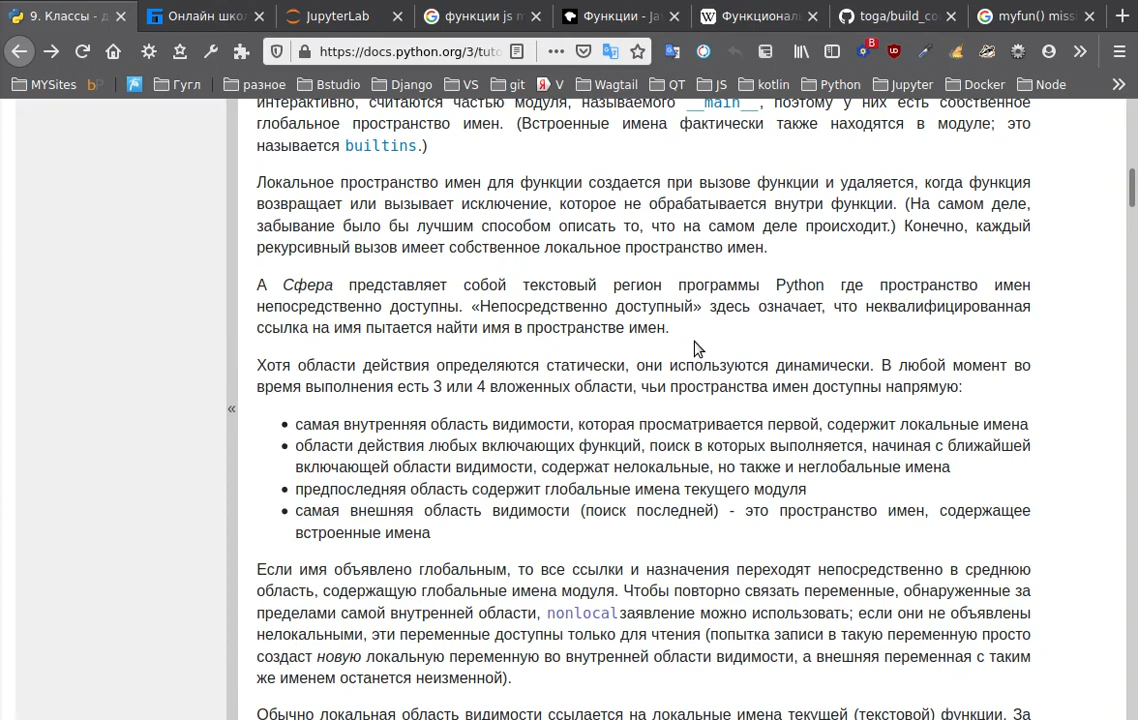 9. Классы - д
Онлайн шко
JupyterLab
функции js п
Функции - Ja
Функционал
toga/build_co
myfun() miss
https://docs.python.org/3/tuto
B
MYSites
Гугл
разное
Bstudio
Django
VS
git
V
Wagtail
QT
JS
kotlin
Python
Jupyter
Docker
Node
интерактивно, считаются частью модуля, называемого __main__, поэтому у них есть собственное
глобальное пространство имен. (Встроенные имена фактически также находятся в модуле; это
называется builtins.)
Локальное пространство имен для функции создается при вызове функции и удаляется, когда функция
возвращает или вызывает исключение, которое не обрабатывается внутри функции. (На самом деле,
забывание было бы лучшим способом описать то, что на самом деле происходит.) Конечно, каждый
рекурсивный вызов имеет собственное локальное пространство имен.
А Сфера представляет собой текстовый регион программы Python где пространство имен
непосредственно доступны. «Непосредственно доступный» здесь означает, что неквалифицированная
ссылка на имя пытается найти имя в пространстве имен.
Хотя области действия определяются статически, они используются динамически. В любой момент во
время выполнения есть 3 или 4 вложенных области, чьи пространства имен доступны напрямую:
• самая внутренняя область видимости, которая просматривается первой, содержит локальные имена
• области действия любых включающих функций, поиск в которых выполняется, начиная с ближайшей
включающей области видимости, содержат нелокальные, но также и неглобальные имена
• предпоследняя область содержит глобальные имена текущего модуля
• самая внешняя область видимости (поиск последней) - это пространство имен, содержащее
встроенные имена
Если имя объявлено глобальным, то все ссылки и назначения переходят непосредственно в среднюю
область, содержащую глобальные имена модуля. Чтобы повторно связать переменные, обнаруженные за
пределами самой внутренней области, nonlocalзаявление можно использовать; если они не объявлены
нелокальными, эти переменные доступны только для чтения (попытка записи в такую переменную просто
создаст новую локальную переменную во внутренней области видимости, а внешняя переменная с таким
же именем останется неизменной).
Обычно локальная область видимости ссылается на локальные имена текущей (текстовой) функции. За